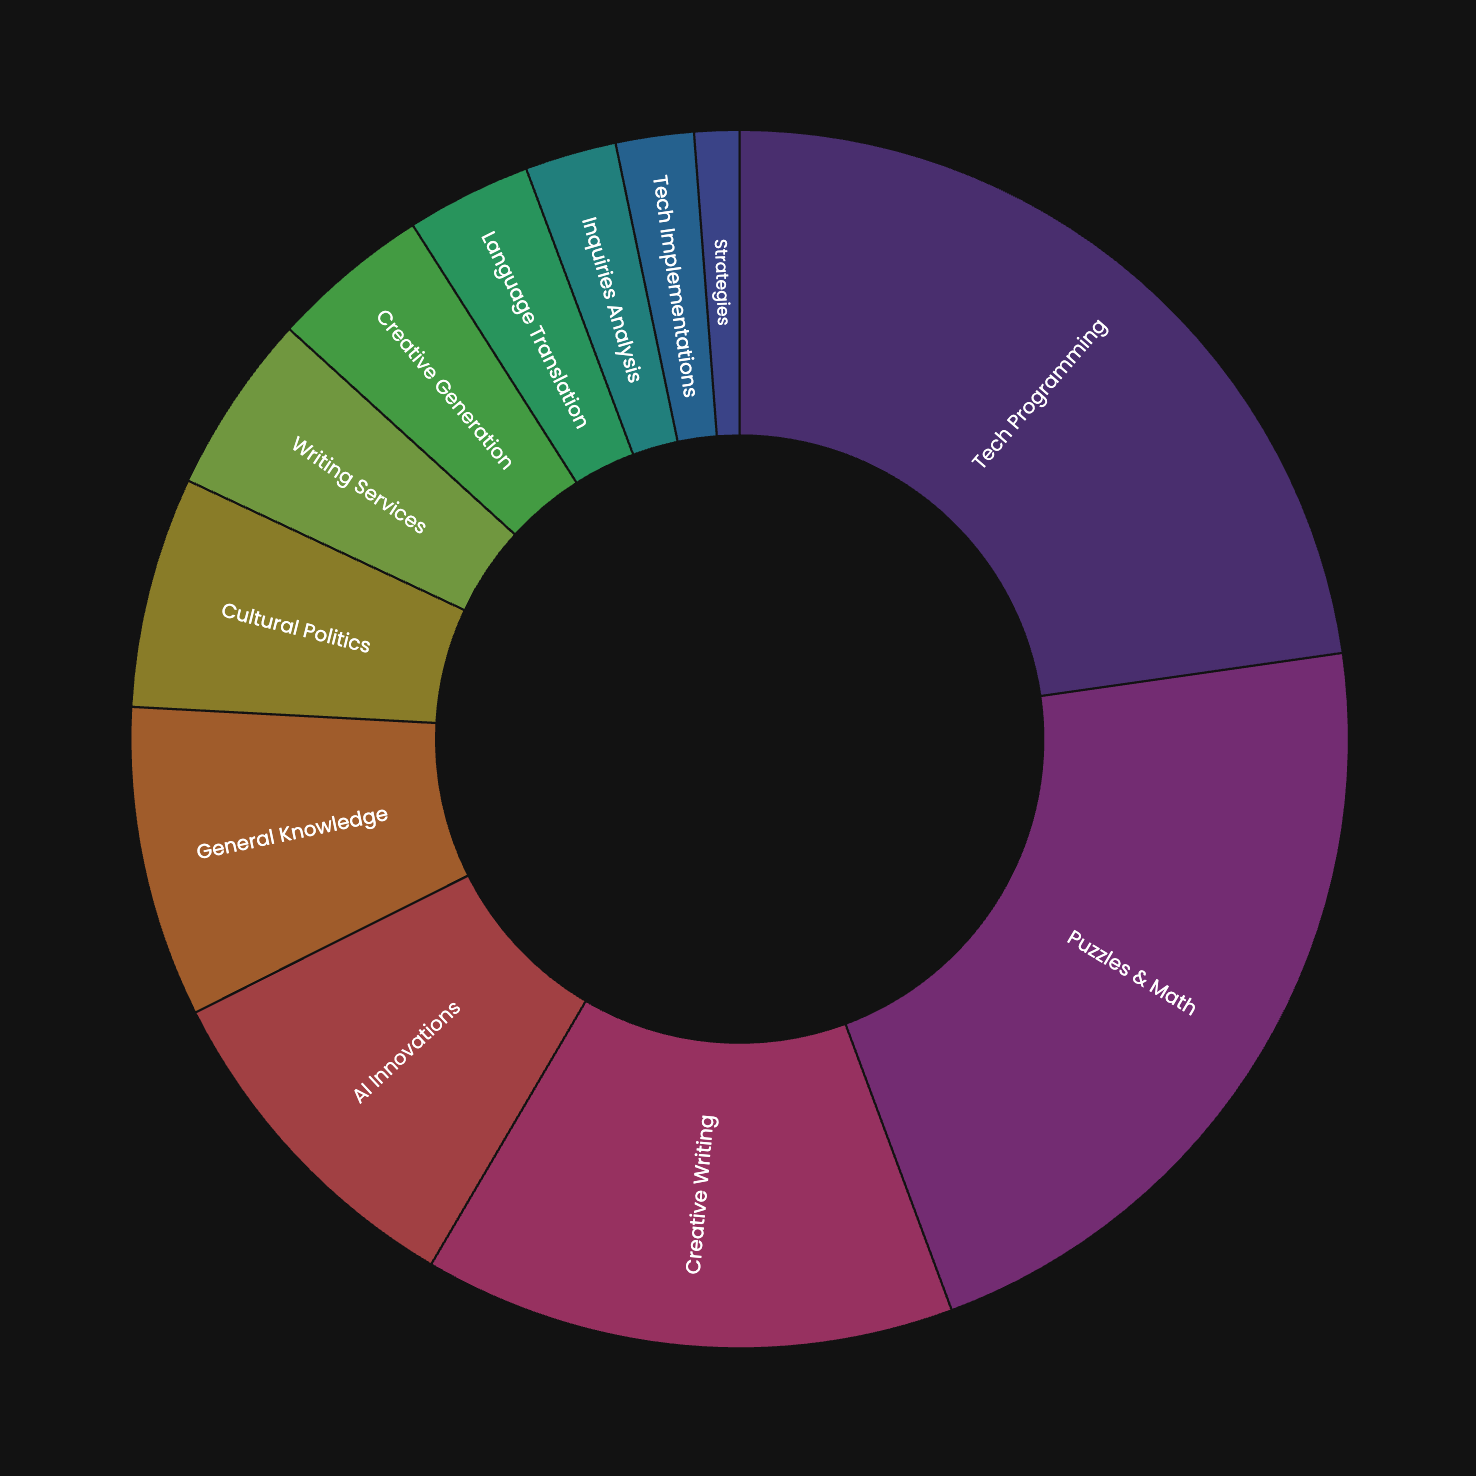 Tech Programming
Puzzles & Math
Creative Writing
AI Innovations
General Knowledge
Cultural Politics
Writing Services
Creative Generation
Language Translation
Inquiries Analysis
Tech Implementations
Strategies